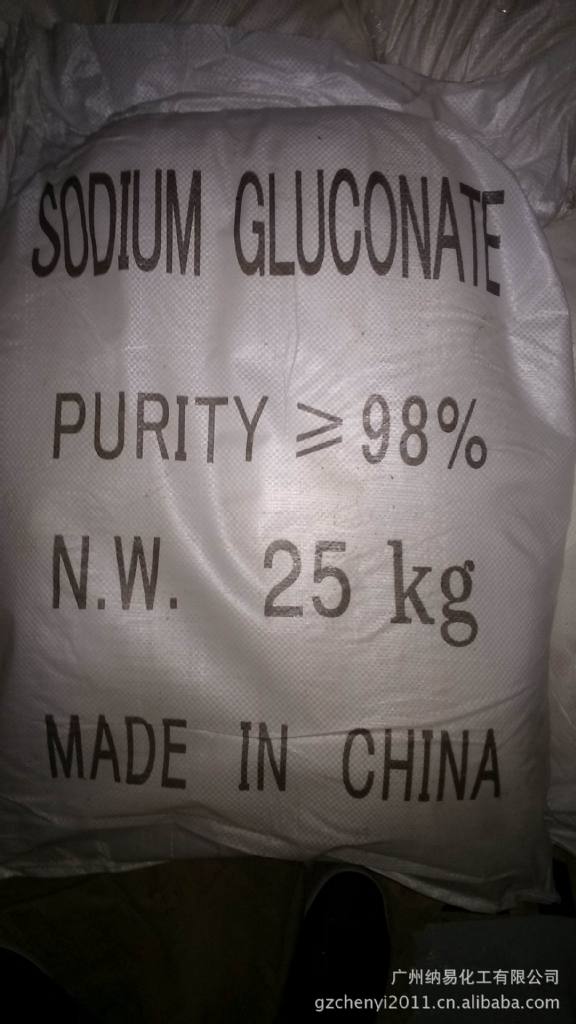 SODIUM GLUCONATE
PURITY ≥98%
N.W. 25 kg
MADE IN CHINA
广州纳易化工有限公司
gzchenyi2011.cn.alibaba.com